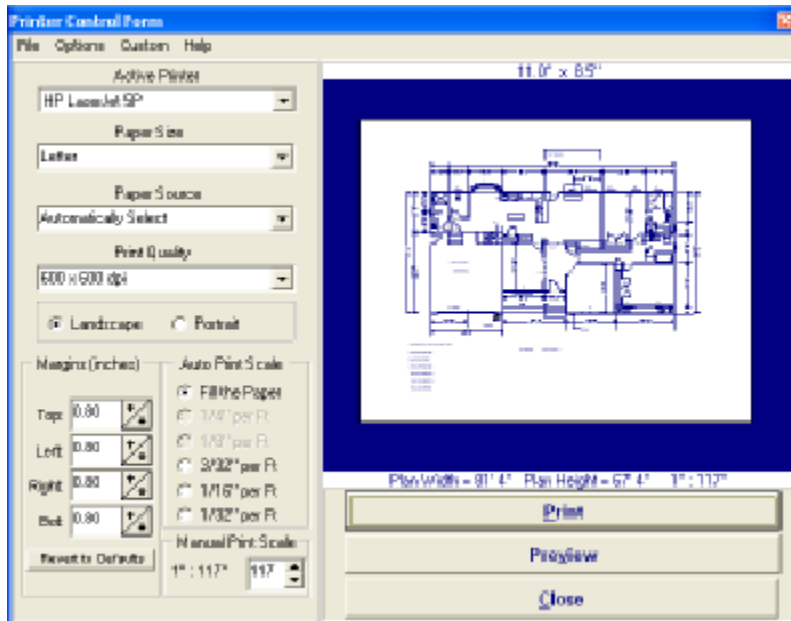 Printer Control Form
File Options Custom Help
Active Printer
HP LaserJet 5P
Paper Size
Letter
Paper Source
Automatically Select
Print Quality
600 x 600 dpi
Landscape Portrait
Margins (inches)
Top: 0.80
Left: 0.80
Right: 0.80
Bot: 0.80
Revert to Defaults
Auto Print Scale
Fill the Paper
1/4" per Ft
1/8" per Ft
3/32" per Ft
1/16" per Ft
1/32" per Ft
Manual Print Scale
1" : 117" 117
11.0" x 8.5"
Plan Width = 81' 4" Plan Height = 67' 4" 1" : 117"
Print
Preview
Close